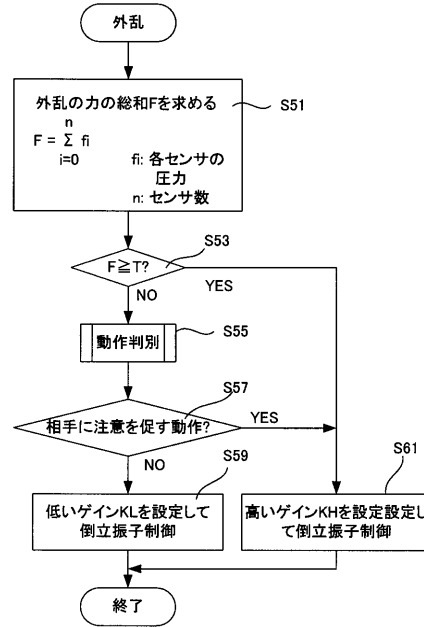 外乱
S51
外乱の力の総和Fを求める
n
F = Σ fi
i=0
fi: 各センサの
圧力
n: センサ数
S53
F≧T?
NO
YES
S55
動作判別
S57
相手に注意を促す動作?
YES
NO
S59
S61
低いゲインKLを設定して
倒立振子制御
高いゲインKHを設定設定し
て倒立振子制御
終了